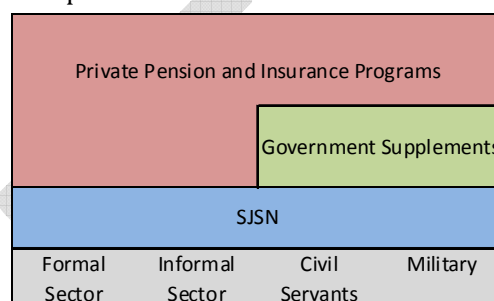 Private Pension and Insurance Programs
Government Supplements
SJSN
Formal Informal Civil Military
Sector Sector Servants